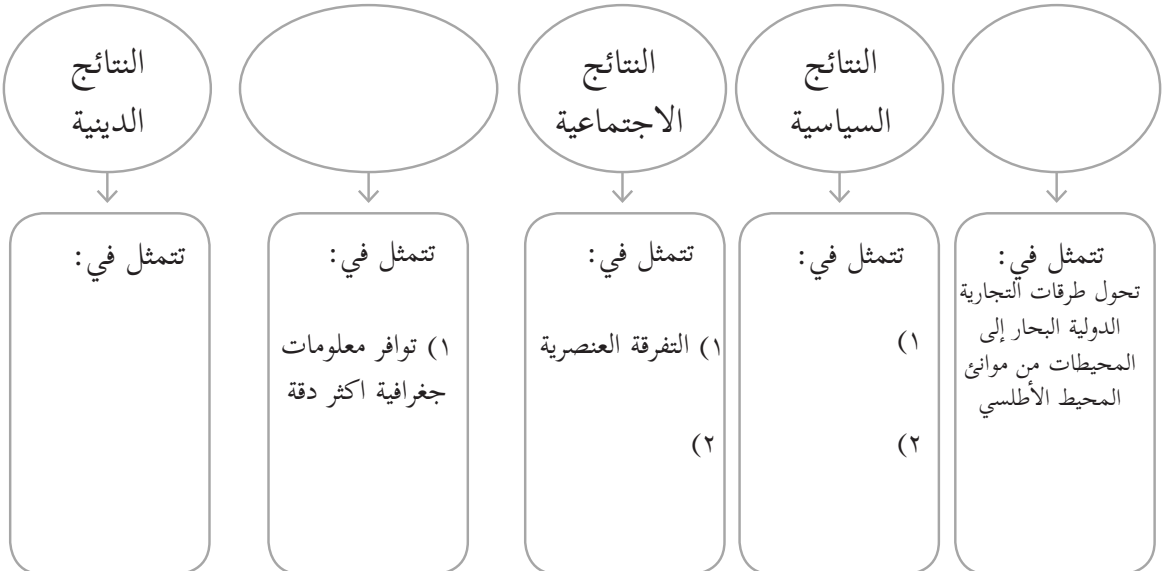 النتائج
السياسية
النتائج
الاجتماعية
النتائج
الدينية
تتمثل في:
تحول طرقات التجارية
الدولية البحار إلى
المحيطات من موانئ
المحيط الأطلسي
تتمثل في:
١)
٢)
تتمثل في:
١) التفرقة العنصرية
٢)
تتمثل في:
١) توافر معلومات
جغرافية اكثر دقة
تتمثل في: